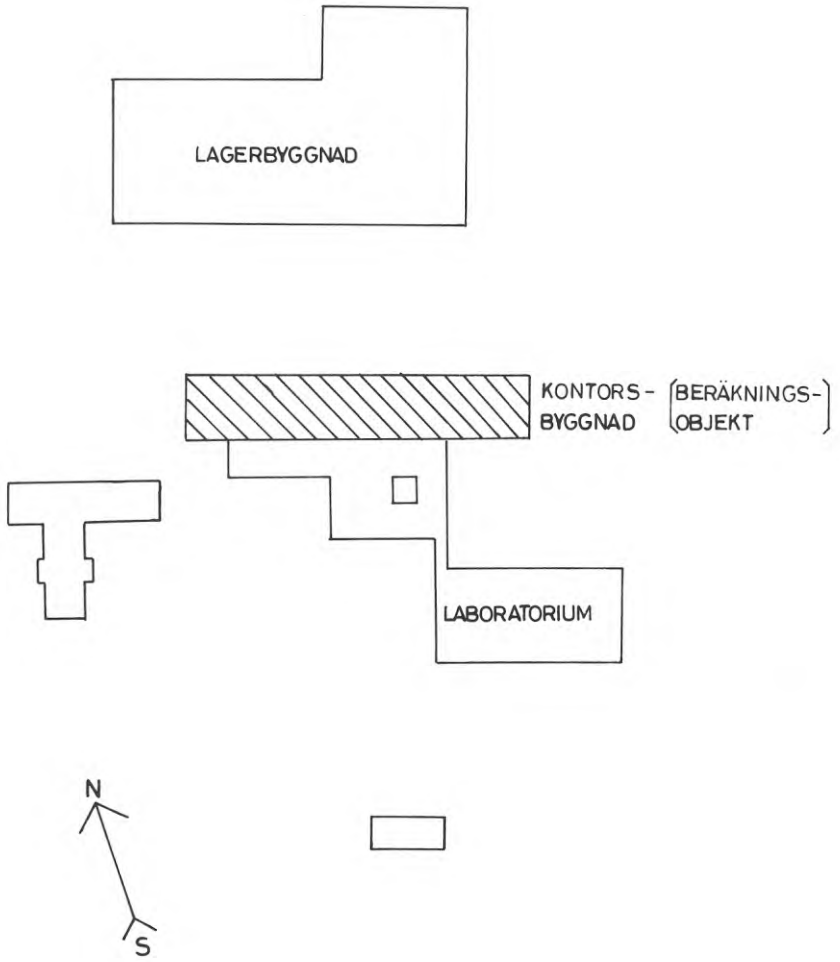 LAGERBYGGNAD
KONTORS- (BERÄKNINGS-)
BYGGNAD (OBJEKT)
LABORATORIUM
N
S